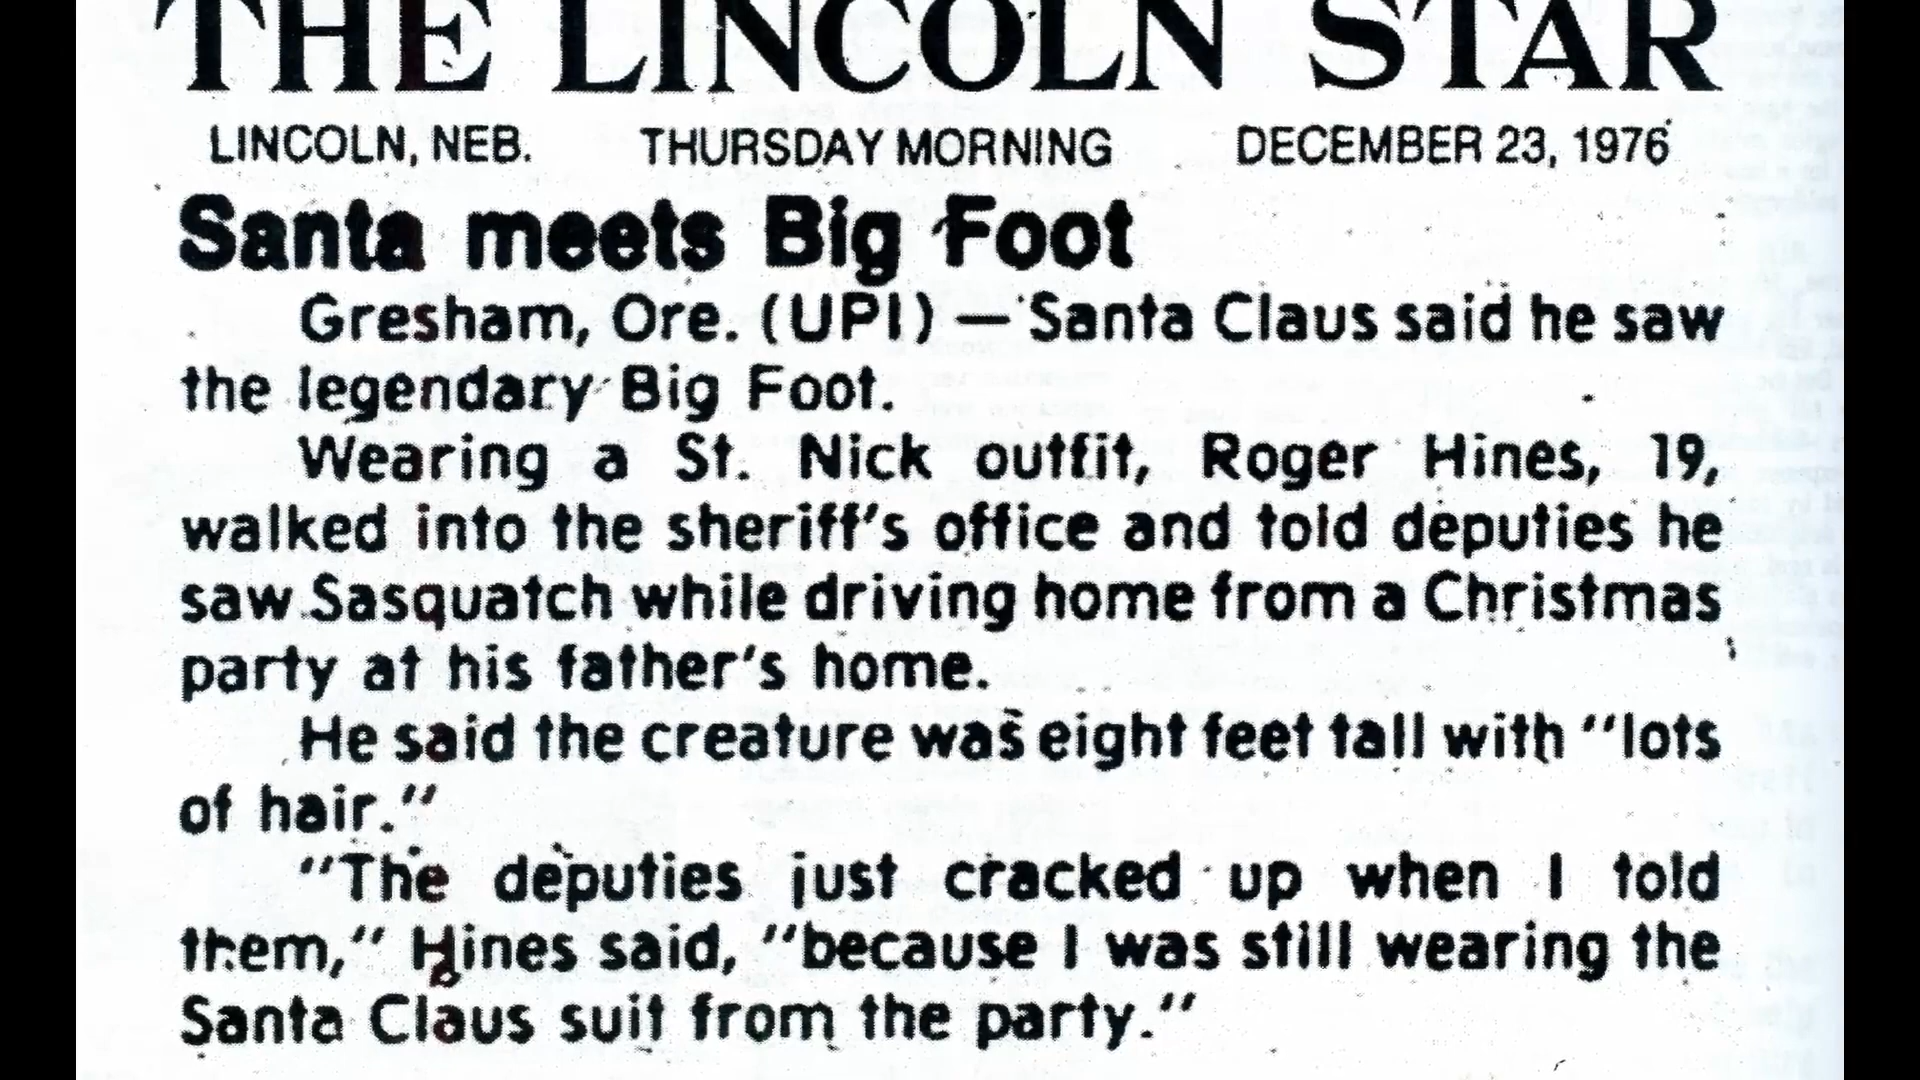 THE LINCOLN STAR
LINCOLN, NEB. THURSDAY MORNING DECEMBER 23, 1976
Santa meets Big Foot
Gresham, Ore. (UPI) — Santa Claus said he saw
the legendary Big Foot.
Wearing a St. Nick outfit, Roger Hines, 19,
walked into the sheriff's office and told deputies he
saw Sasquatch while driving home from a Christmas
party at his father's home.
He said the creature was eight feet tall with "lots
of hair."
"The deputies just cracked up when I told
them," Hines said, "because I was still wearing the
Santa Claus suit from the party."